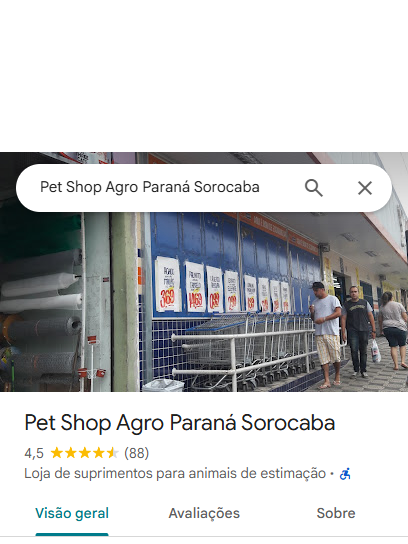 Pet Shop Agro Paraná Sorocaba
Pet Shop Agro Paraná Sorocaba
4,5 (88)
Loja de suprimentos para animais de estimação •
Visão geral Avaliações Sobre